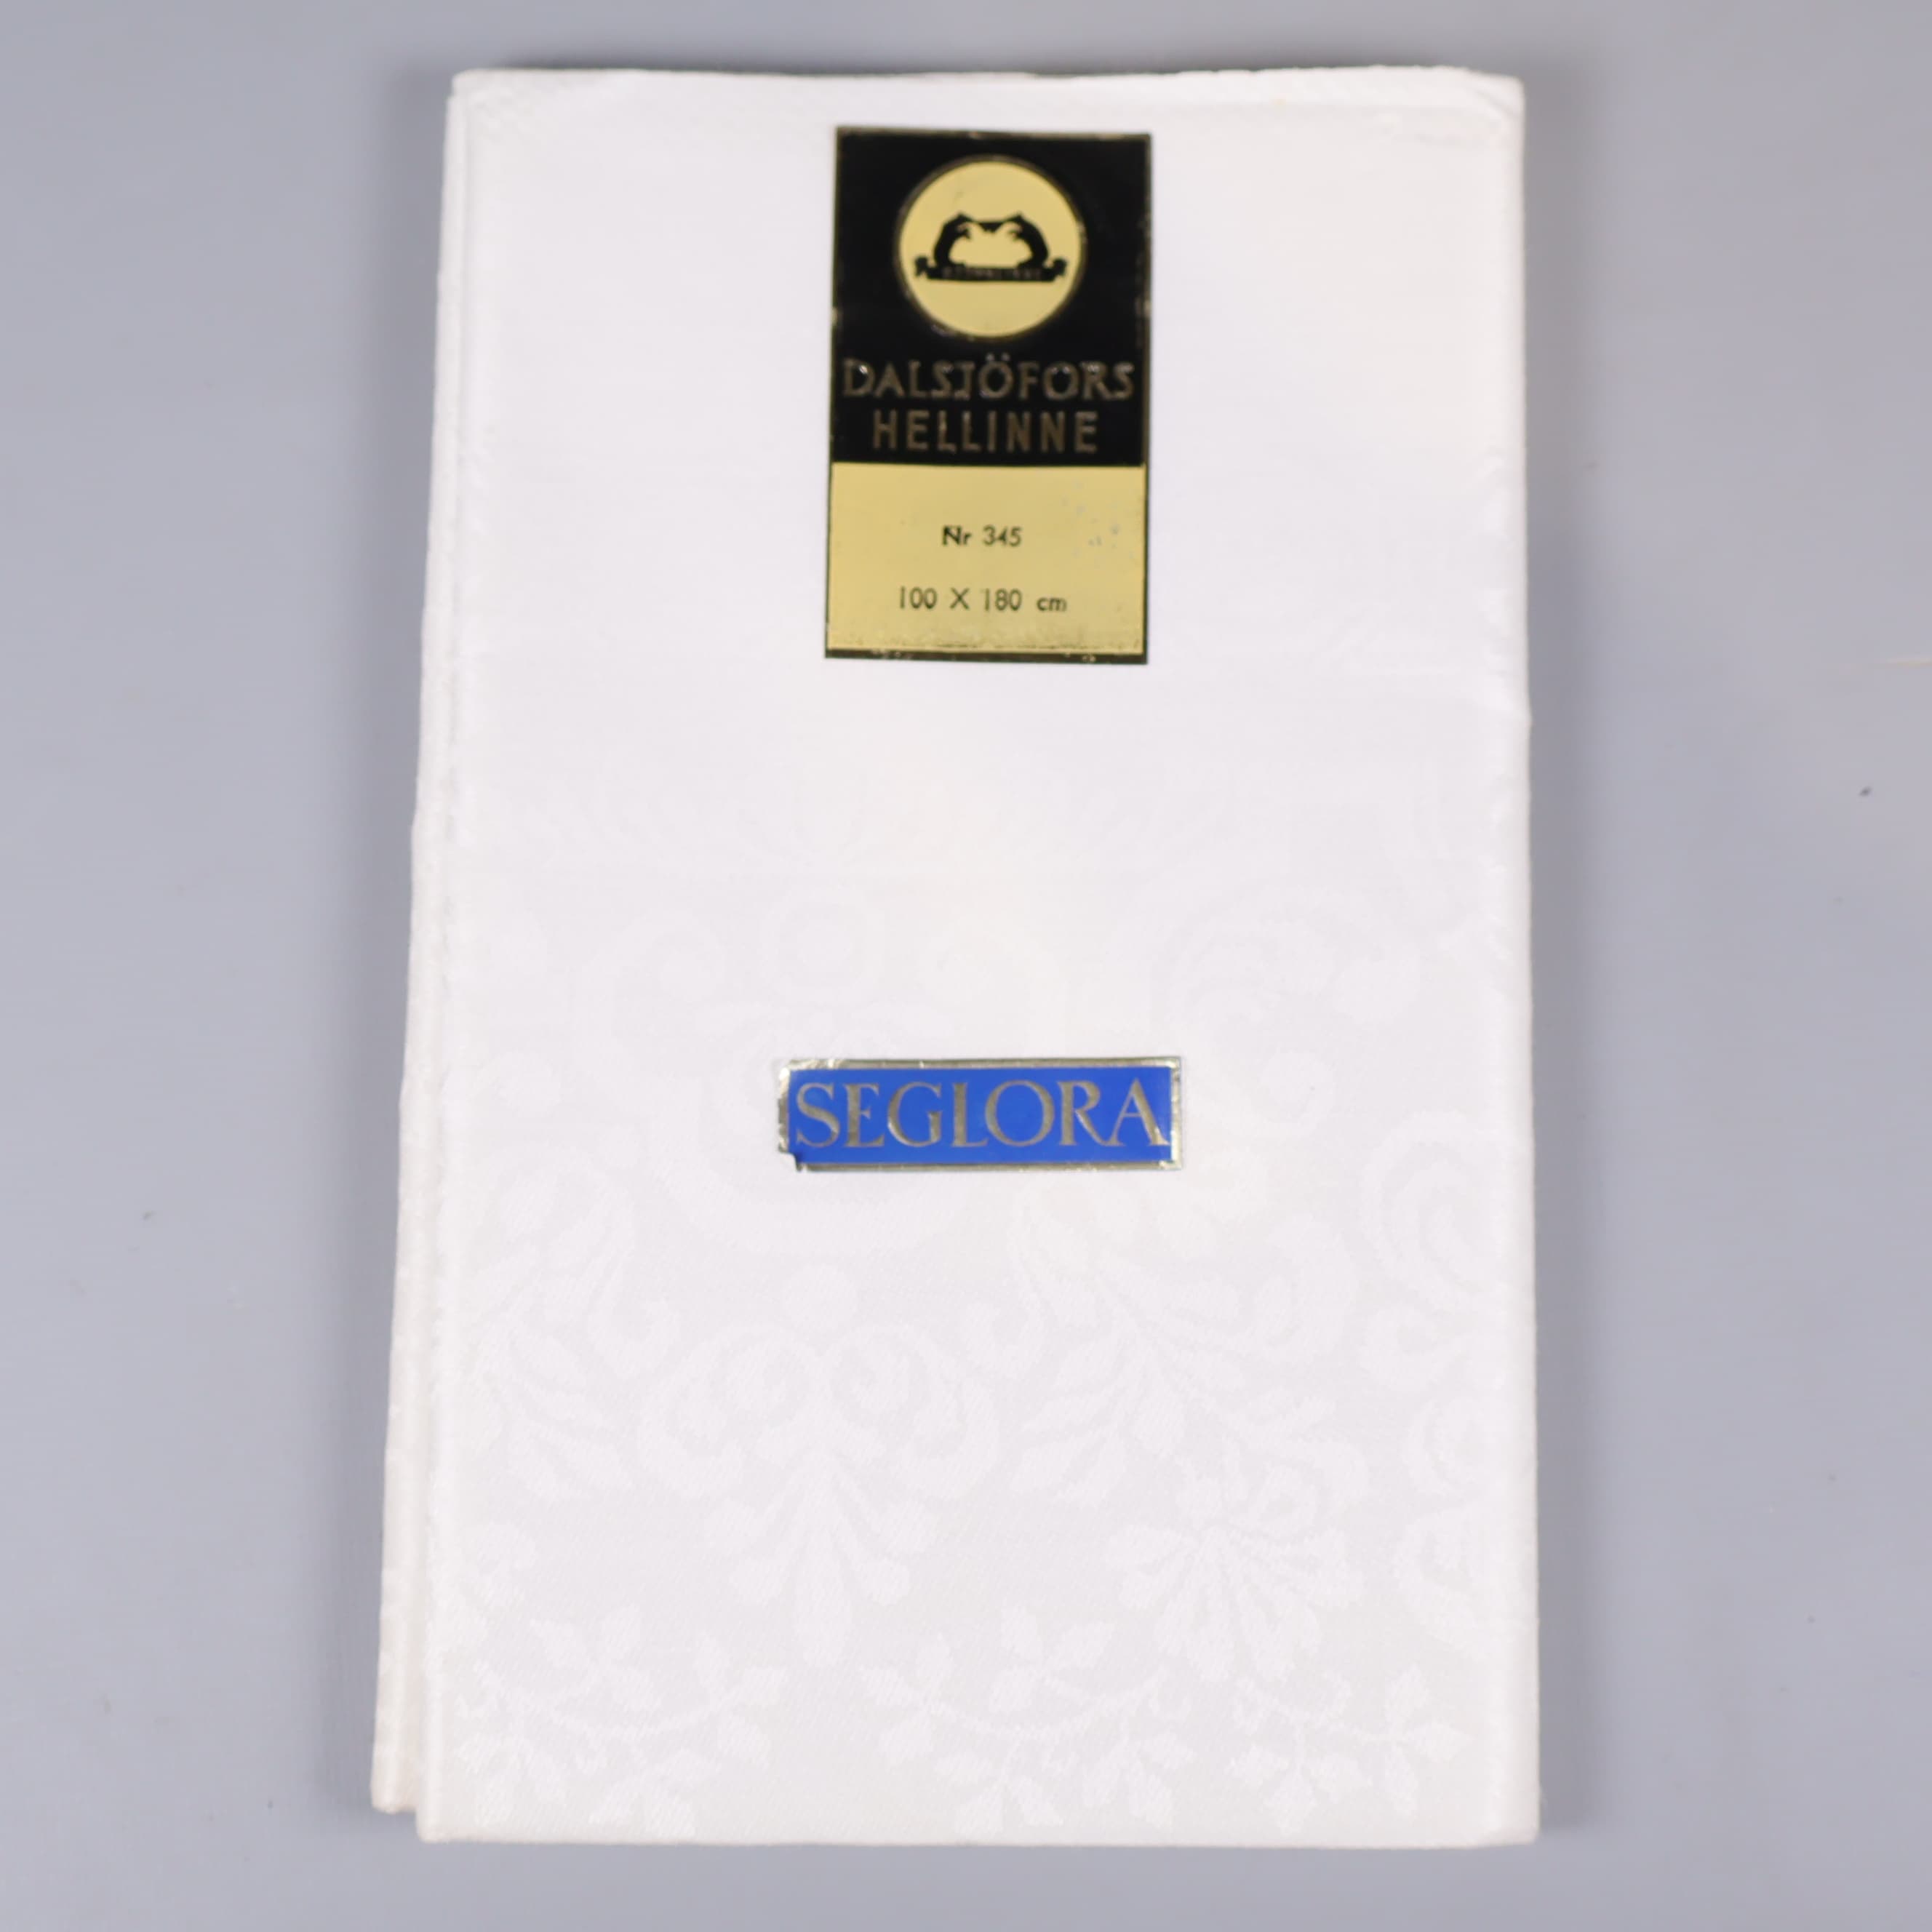 DALSJÖFORS
HELLINNE
Nr 345
100 X 180 cm
SEGLORA